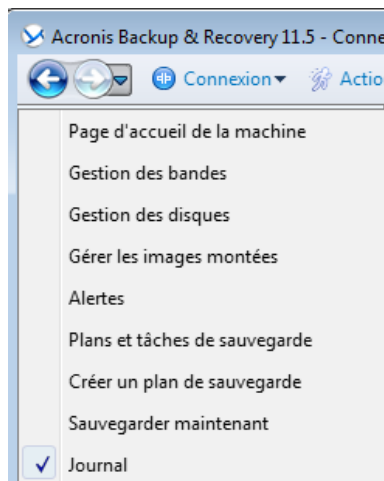 Acronis Backup & Recovery 11.5 - Conne
Connexion Actio
Page d'accueil de la machine
Gestion des bandes
Gestion des disques
Gérer les images montées
Alertes
Plans et tâches de sauvegarde
Créer un plan de sauvegarde
Sauvegarder maintenant
Journal